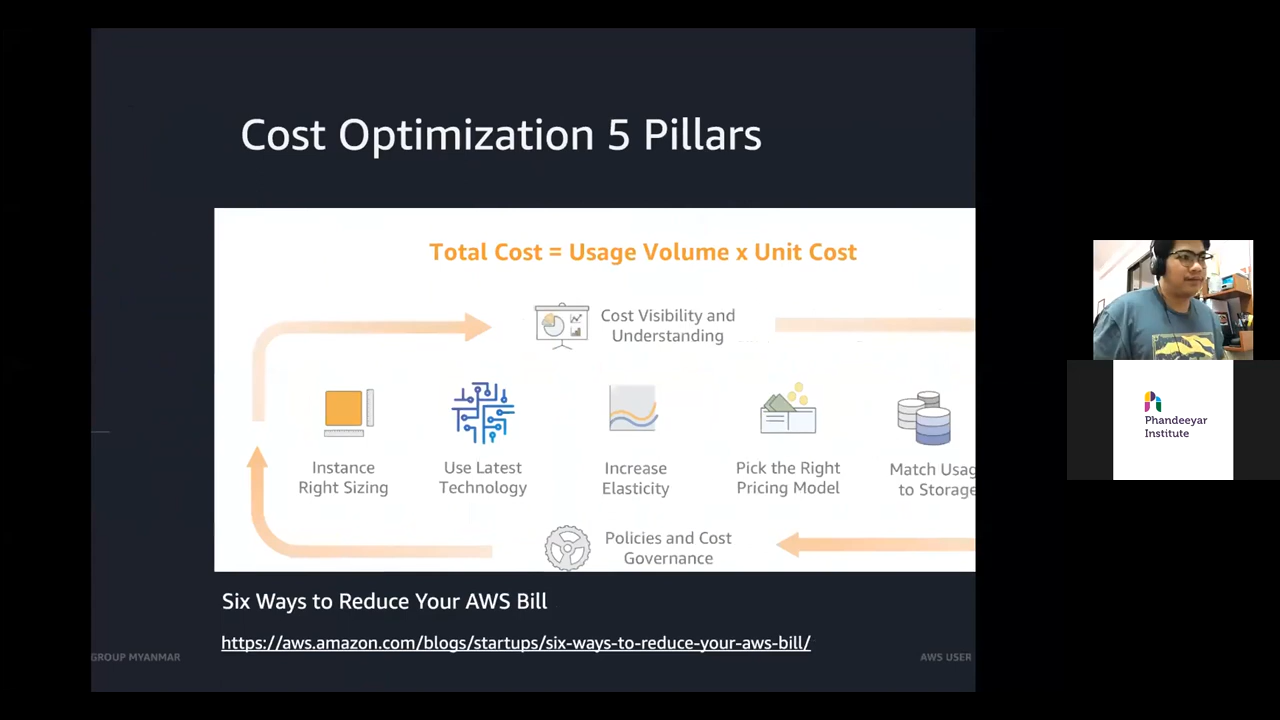 Cost Optimization 5 Pillars
Total Cost = Usage Volume x Unit Cost
Cost Visibility and
Understanding
Instance
Right Sizing
Use Latest
Technology
Increase
Elasticity
Pick the Right
Pricing Model
Match Usag
to Storage
Policies and Cost
Governance
Six Ways to Reduce Your AWS Bill
https://aws.amazon.com/blogs/startups/six-ways-to-reduce-your-aws-bill/
GROUP MYANMAR
AWS USER
Phandeeyar
Institute